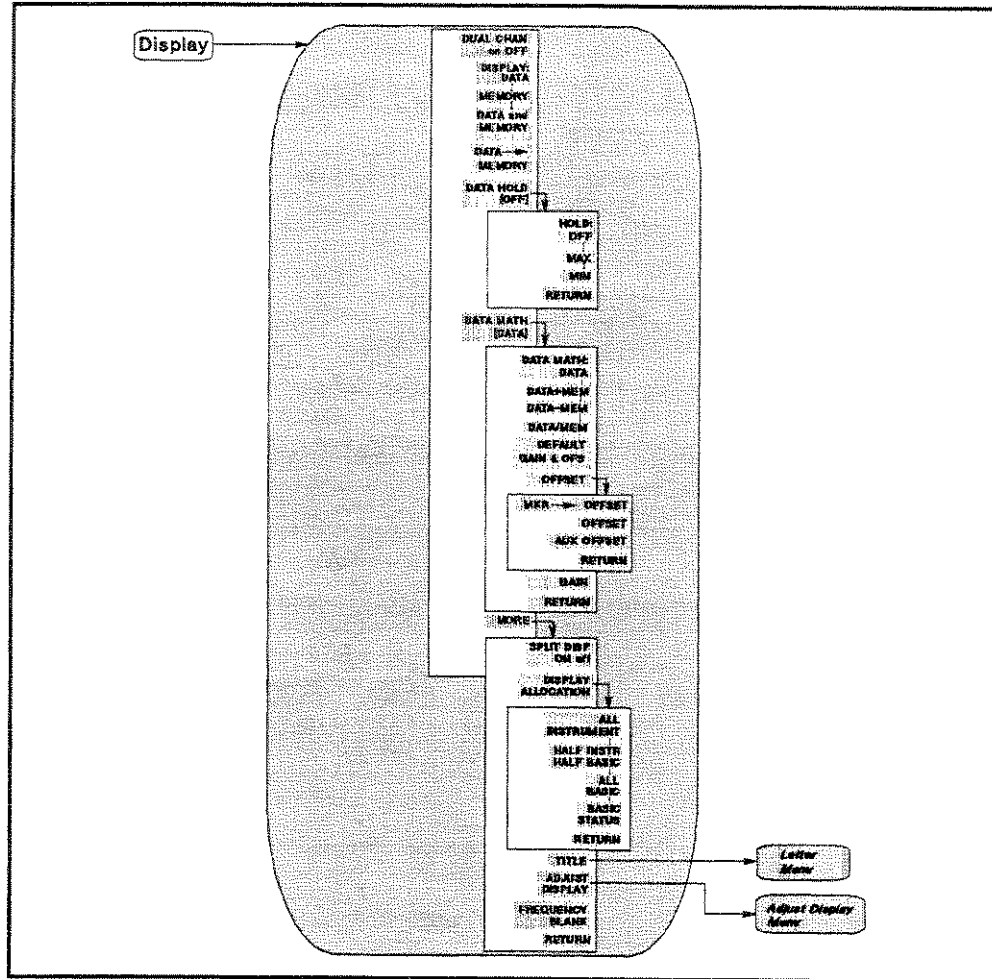 Display
DUAL CHAN
on OFF
DISPLAY:
DATA
MEMORY
DATA and
MEMORY
DATA→
MEMORY
DATA HOLD
[OFF]
HOLD:
OFF
MAX
MIN
RETURN
DATA MATH
[DATA]
DATA MATH:
DATA
DATA+MEM
DATA-MEM
DATA/MEM
DEFAULT
GAIN & OFS
OFFSET
MKR→ OFFSET
OFFSET
AUX OFFSET
RETURN
GAIN
RETURN
MORE
SPLIT DISP
ON off
DISPLAY
ALLOCATION
ALL
INSTRUMENT
HALF INSTR
HALF BASIC
ALL
BASIC
BASIC
STATUS
RETURN
TITLE
Letter
Menu
ADJUST
DISPLAY
Adjust Display
Menu
FREQUENCY
BLANK
RETURN